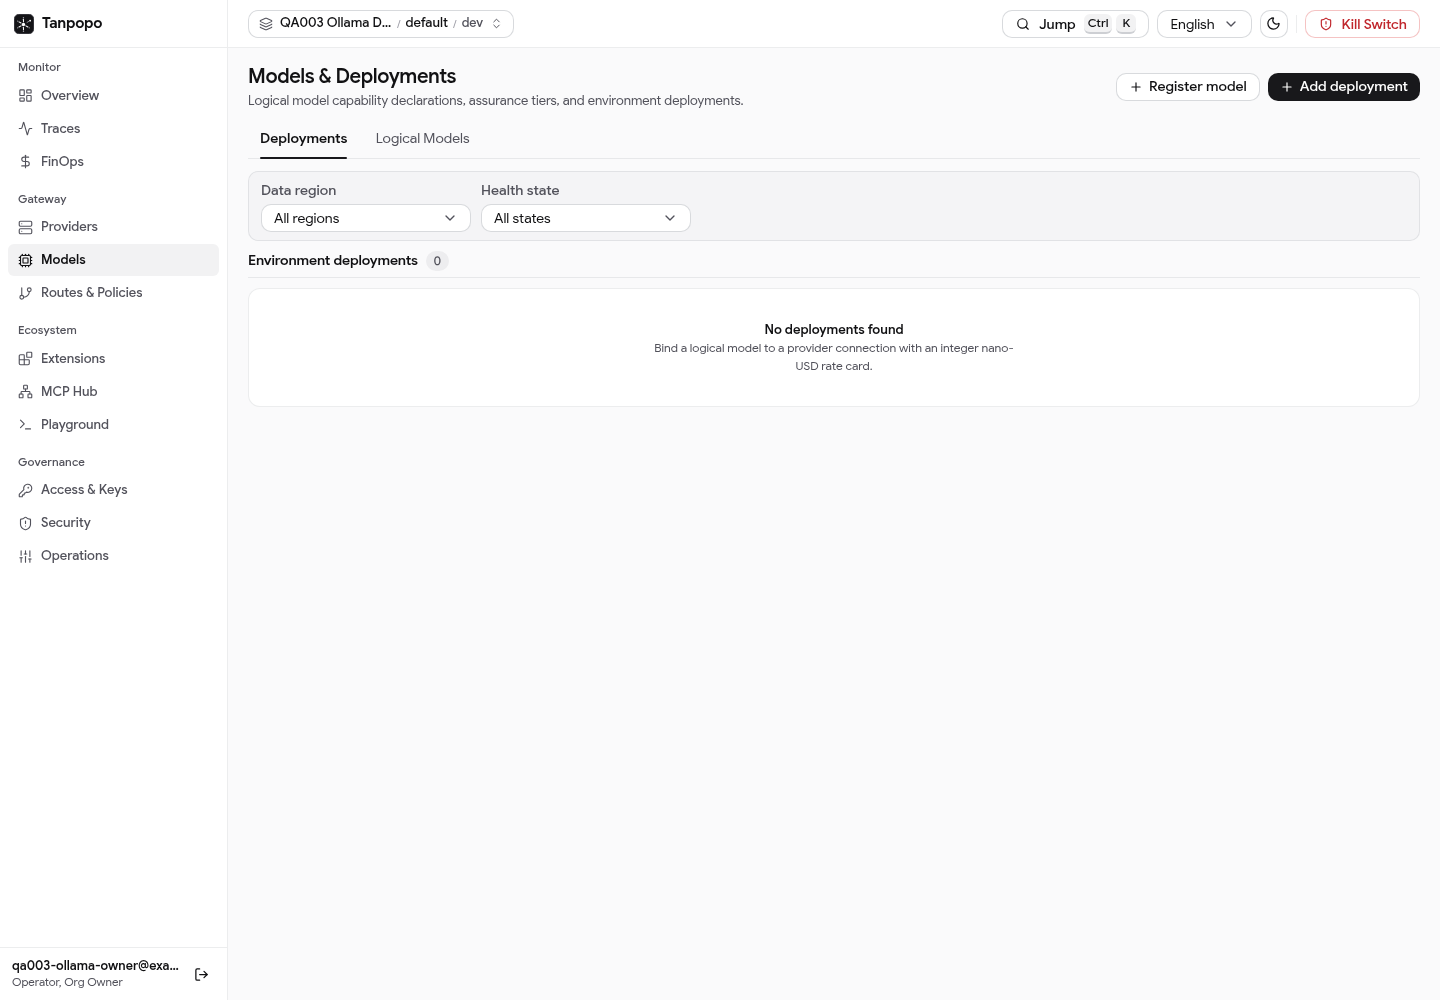 Tanpopo
QA003 Ollama D... / default / dev
Jump Ctrl K
English
Kill Switch
Monitor
Overview
Traces
FinOps
Gateway
Providers
Models
Routes & Policies
Ecosystem
Extensions
MCP Hub
Playground
Governance
Access & Keys
Security
Operations
qa003-ollama-owner@exa...
Operator, Org Owner
Models & Deployments
Logical model capability declarations, assurance tiers, and environment deployments.
Register model
Add deployment
Deployments
Logical Models
Data region
Health state
All regions
All states
Environment deployments 0
No deployments found
Bind a logical model to a provider connection with an integer nano-
USD rate card.